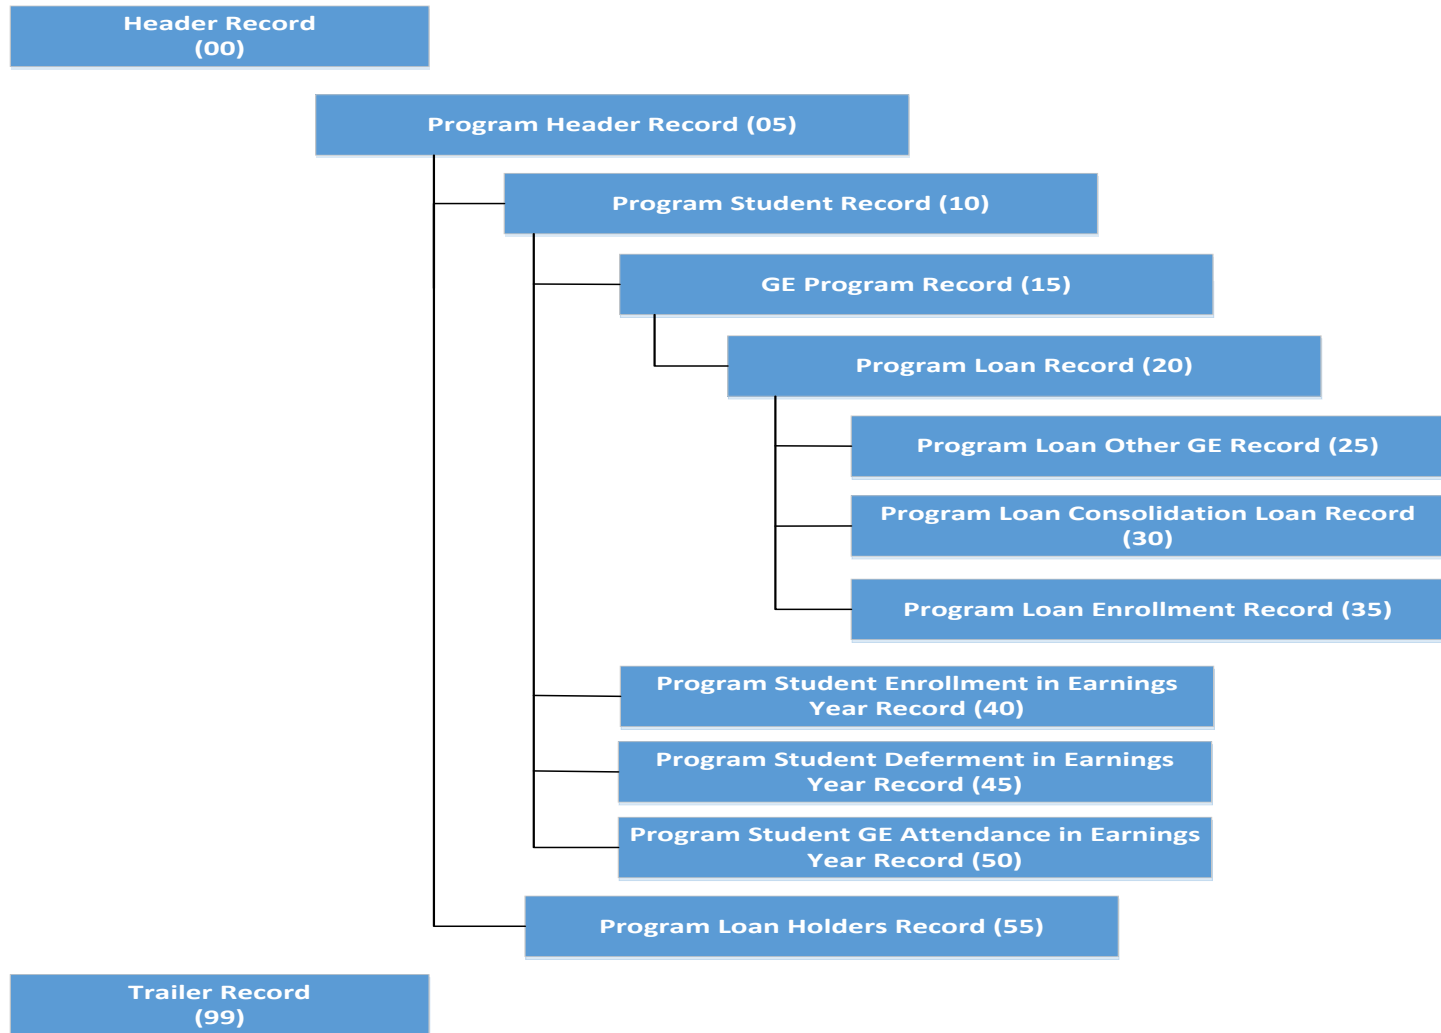 Header Record
(00)
Program Header Record (05)
Program Student Record (10)
GE Program Record (15)
Program Loan Record (20)
Program Loan Other GE Record (25)
Program Loan Consolidation Loan Record
(30)
Program Loan Enrollment Record (35)
Program Student Enrollment in Earnings
Year Record (40)
Program Student Deferment in Earnings
Year Record (45)
Program Student GE Attendance in Earnings
Year Record (50)
Program Loan Holders Record (55)
Trailer Record
(99)